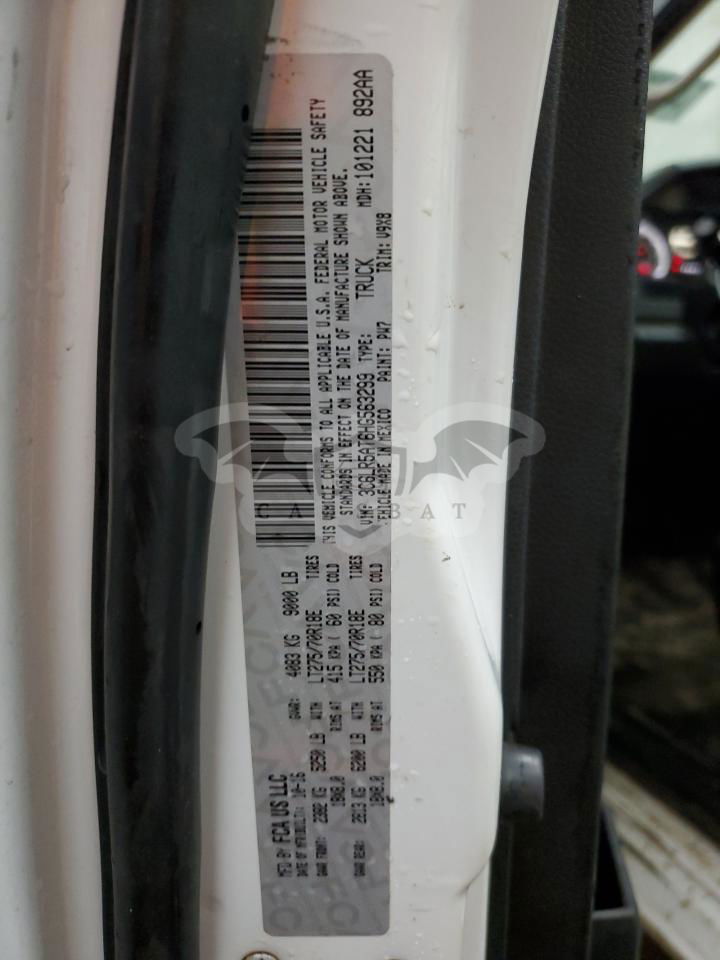 MFD BY FCA US LLC
DATE OF MFR(BUILT): 10-16 GVWR: 4083 KG 9000 LB
GAWR FRONT: 2382 KG 5250 LB WITH LT275/70R18E TIRES
18X8.0 RIMS AT 415 KPA ( 60 PSI) COLD
GAWR REAR: 2813 KG 6200 LB WITH LT275/70R18E TIRES
18X8.0 RIMS AT 550 KPA ( 80 PSI) COLD
THIS VEHICLE CONFORMS TO ALL APPLICABLE U.S.A. FEDERAL MOTOR VEHICLE SAFETY
STANDARDS IN EFFECT ON THE DATE OF MANUFACTURE SHOWN ABOVE.
VIN: 3C6LR5AT6HG563299 TYPE: TRUCK MDH:101221 892AA
VEHICLE MADE IN MEXICO PAINT: PW7 TRIM: V9X8